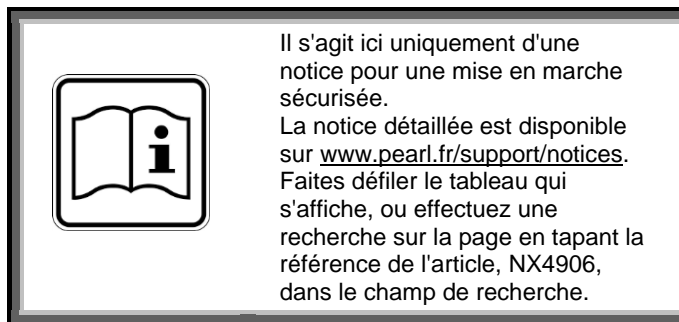 Il s'agit ici uniquement d'une
notice pour une mise en marche
sécurisée.
La notice détaillée est disponible
sur www.pearl.fr/support/notices.
Faites défiler le tableau qui
s'affiche, ou effectuez une
recherche sur la page en tapant la
référence de l'article, NX4906,
dans le champ de recherche.